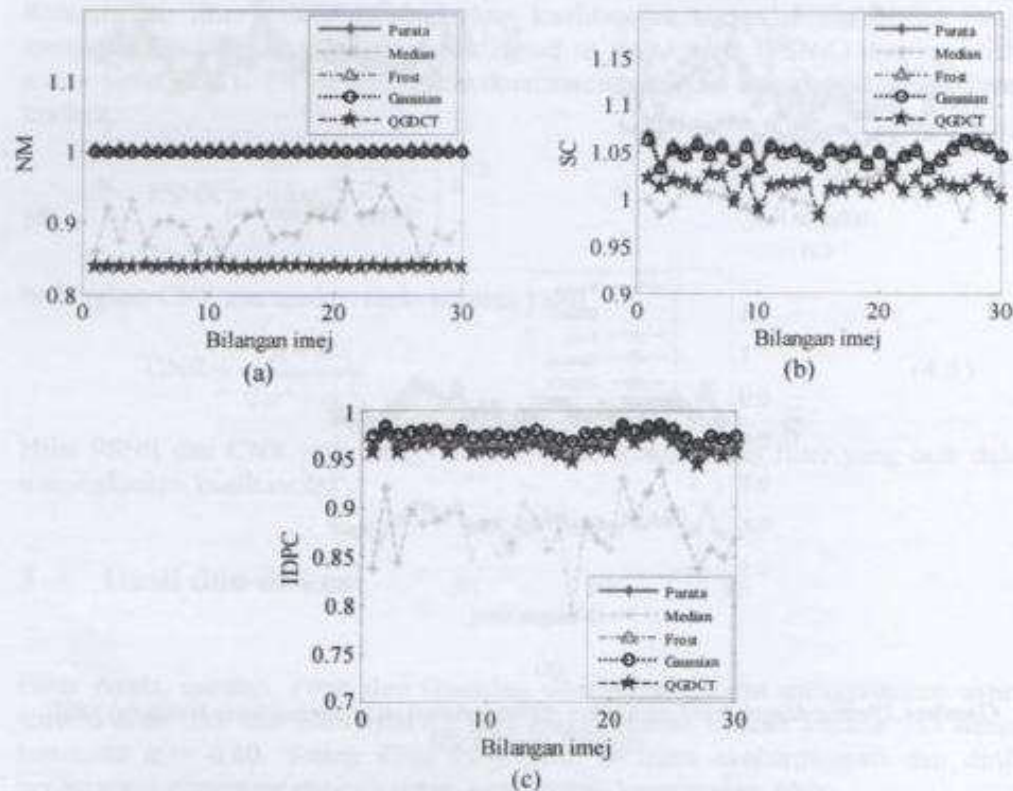 NM
1.1
1
0.9
0.8
0 10 20 30
Bilangan imej
(a)
Purata
Median
Frost
Gaussian
QGDCT
SC
1.15
1.1
1.05
1
0.95
0.9
0 10 20 30
Bilangan imej
(b)
Purata
Median
Frost
Gaussian
QGDCT
IDPC
1
0.95
0.9
0.85
0.8
0.75
0.7
0 10 20 30
Bilangan imej
(c)
Purata
Median
Frost
Gaussian
QGDCT